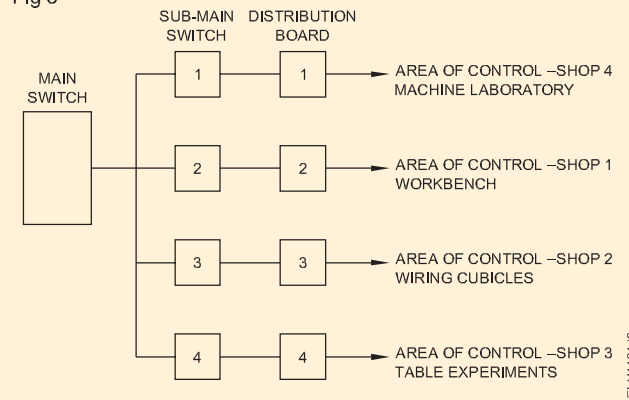 SUB-MAIN SWITCH
DISTRIBUTION BOARD
MAIN SWITCH
1
1
AREA OF CONTROL –SHOP 4
MACHINE LABORATORY
2
2
AREA OF CONTROL –SHOP 1
WORKBENCH
3
3
AREA OF CONTROL –SHOP 2
WIRING CUBICLES
4
4
AREA OF CONTROL –SHOP 3
TABLE EXPERIMENTS